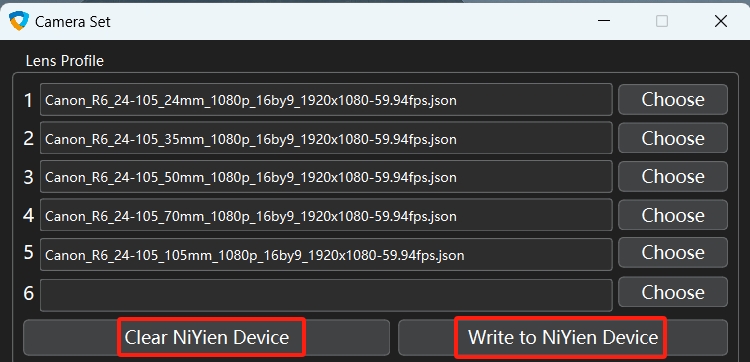 Camera Set
Lens Profile
1 Canon_R6_24-105_24mm_1080p_16by9_1920x1080-59.94fps.json Choose
2 Canon_R6_24-105_35mm_1080p_16by9_1920x1080-59.94fps.json Choose
3 Canon_R6_24-105_50mm_1080p_16by9_1920x1080-59.94fps.json Choose
4 Canon_R6_24-105_70mm_1080p_16by9_1920x1080-59.94fps.json Choose
5 Canon_R6_24-105_105mm_1080p_16by9_1920x1080-59.94fps.json Choose
6 Choose
Clear NiYien Device Write to NiYien Device